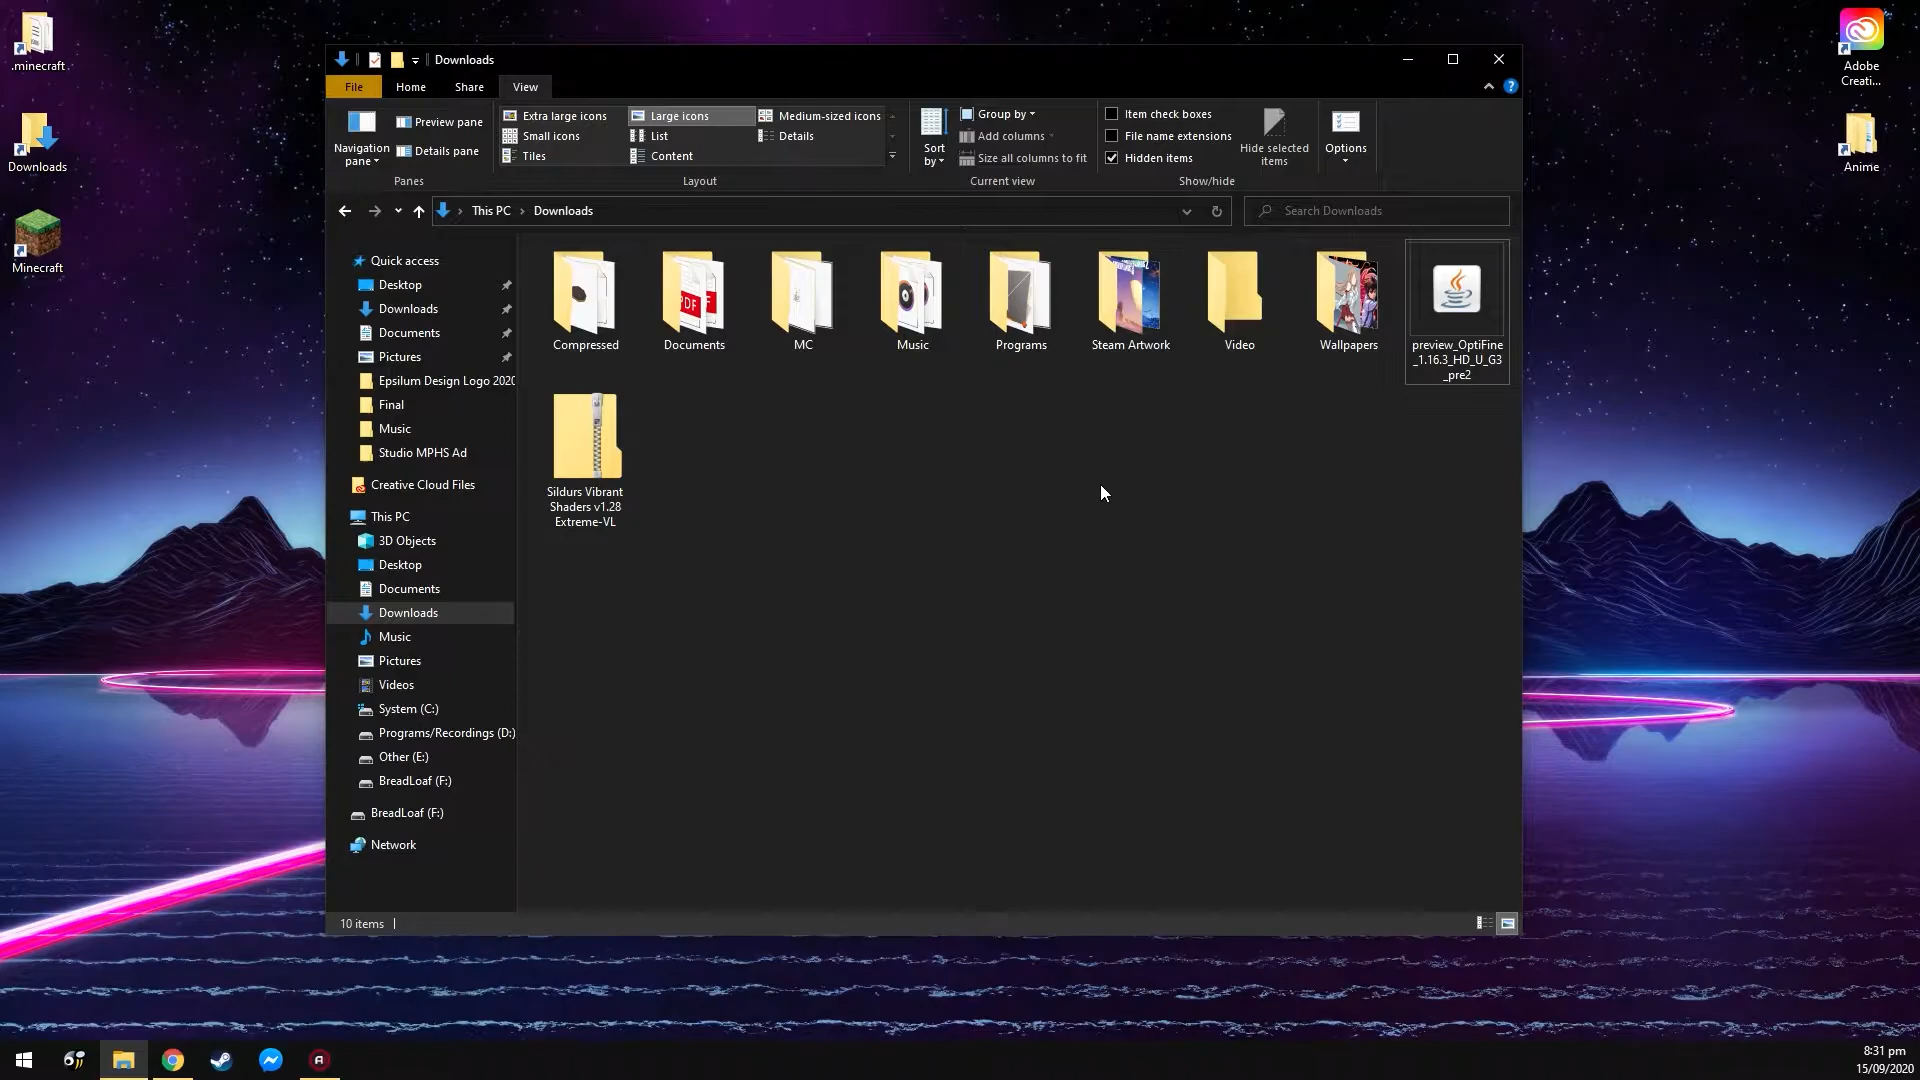 .minecraft
Downloads
Minecraft
Adobe
Creati...
Anime
Downloads
File
Home
Share
View
Navigation
pane
Preview pane
Details pane
Panes
Extra large icons
Large icons
Medium-sized icons
Small icons
List
Details
Tiles
Content
Layout
Sort
by
Group by
Add columns
Size all columns to fit
Current view
Item check boxes
File name extensions
Hidden items
Hide selected
items
Show/hide
Options
This PC
Downloads
Search Downloads
Quick access
Desktop
Downloads
Documents
Pictures
Epsilum Design Logo 2020
Final
Music
Studio MPHS Ad
Creative Cloud Files
This PC
3D Objects
Desktop
Documents
Downloads
Music
Pictures
Videos
System (C:)
Programs/Recordings (D:)
Other (E:)
BreadLoaf (F:)
BreadLoaf (F:)
Network
PDF
Compressed
Documents
MC
Music
Programs
Steam Artwork
Video
Wallpapers
preview_OptiFine
_1.16.3_HD_U_G3
_pre2
Sildurs Vibrant
Shaders v1.28
Extreme-VL
10 items
8:31 pm
15/09/2020